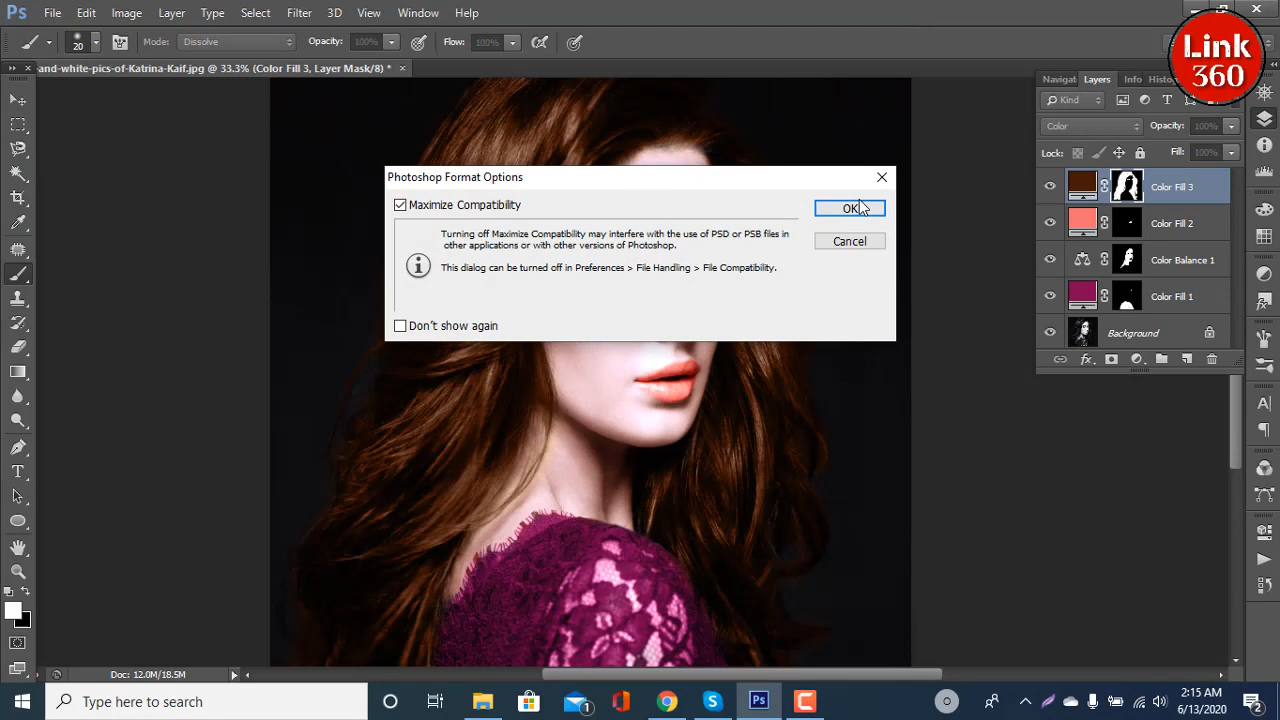 Ps File Edit Image Layer Type Select Filter 3D View Window Help
20 Mode: Dissolve Opacity: 100% Flow: 100%
-and-white-pics-of-Katrina-Kaif.jpg @ 33.3% (Color Fill 3, Layer Mask/8) *
Link
360
Layers Info
Kind
Color Opacity: 100%
Lock: Fill: 100%
Color Fill 3
Color Fill 2
Color Balance 1
Color Fill 1
Background
Photoshop Format Options
Maximize Compatibility
OK
Turning off Maximize Compatibility may interfere with the use of PSD or PSB files in
other applications or with other versions of Photoshop.
Cancel
This dialog can be turned off in Preferences > File Handling > File Compatibility.
Don't show again
Doc: 12.0M/18.5M
Type here to search
1
Ps
2:15 AM
6/13/2020
2